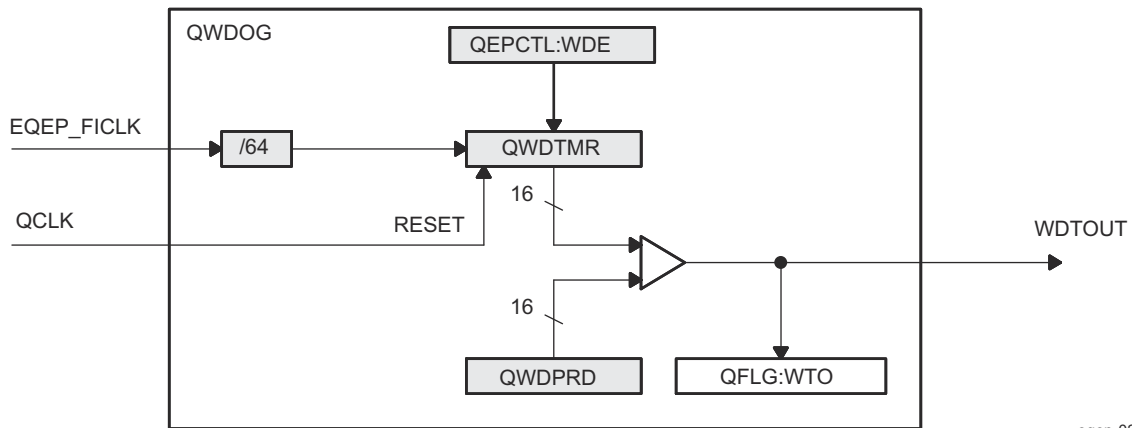 QWDOG
QEPCTL:WDE
EQEP_FICLK
/64
QWDTMR
16
QCLK
RESET
WDTOUT
16
QWDPRD
QFLG:WTO